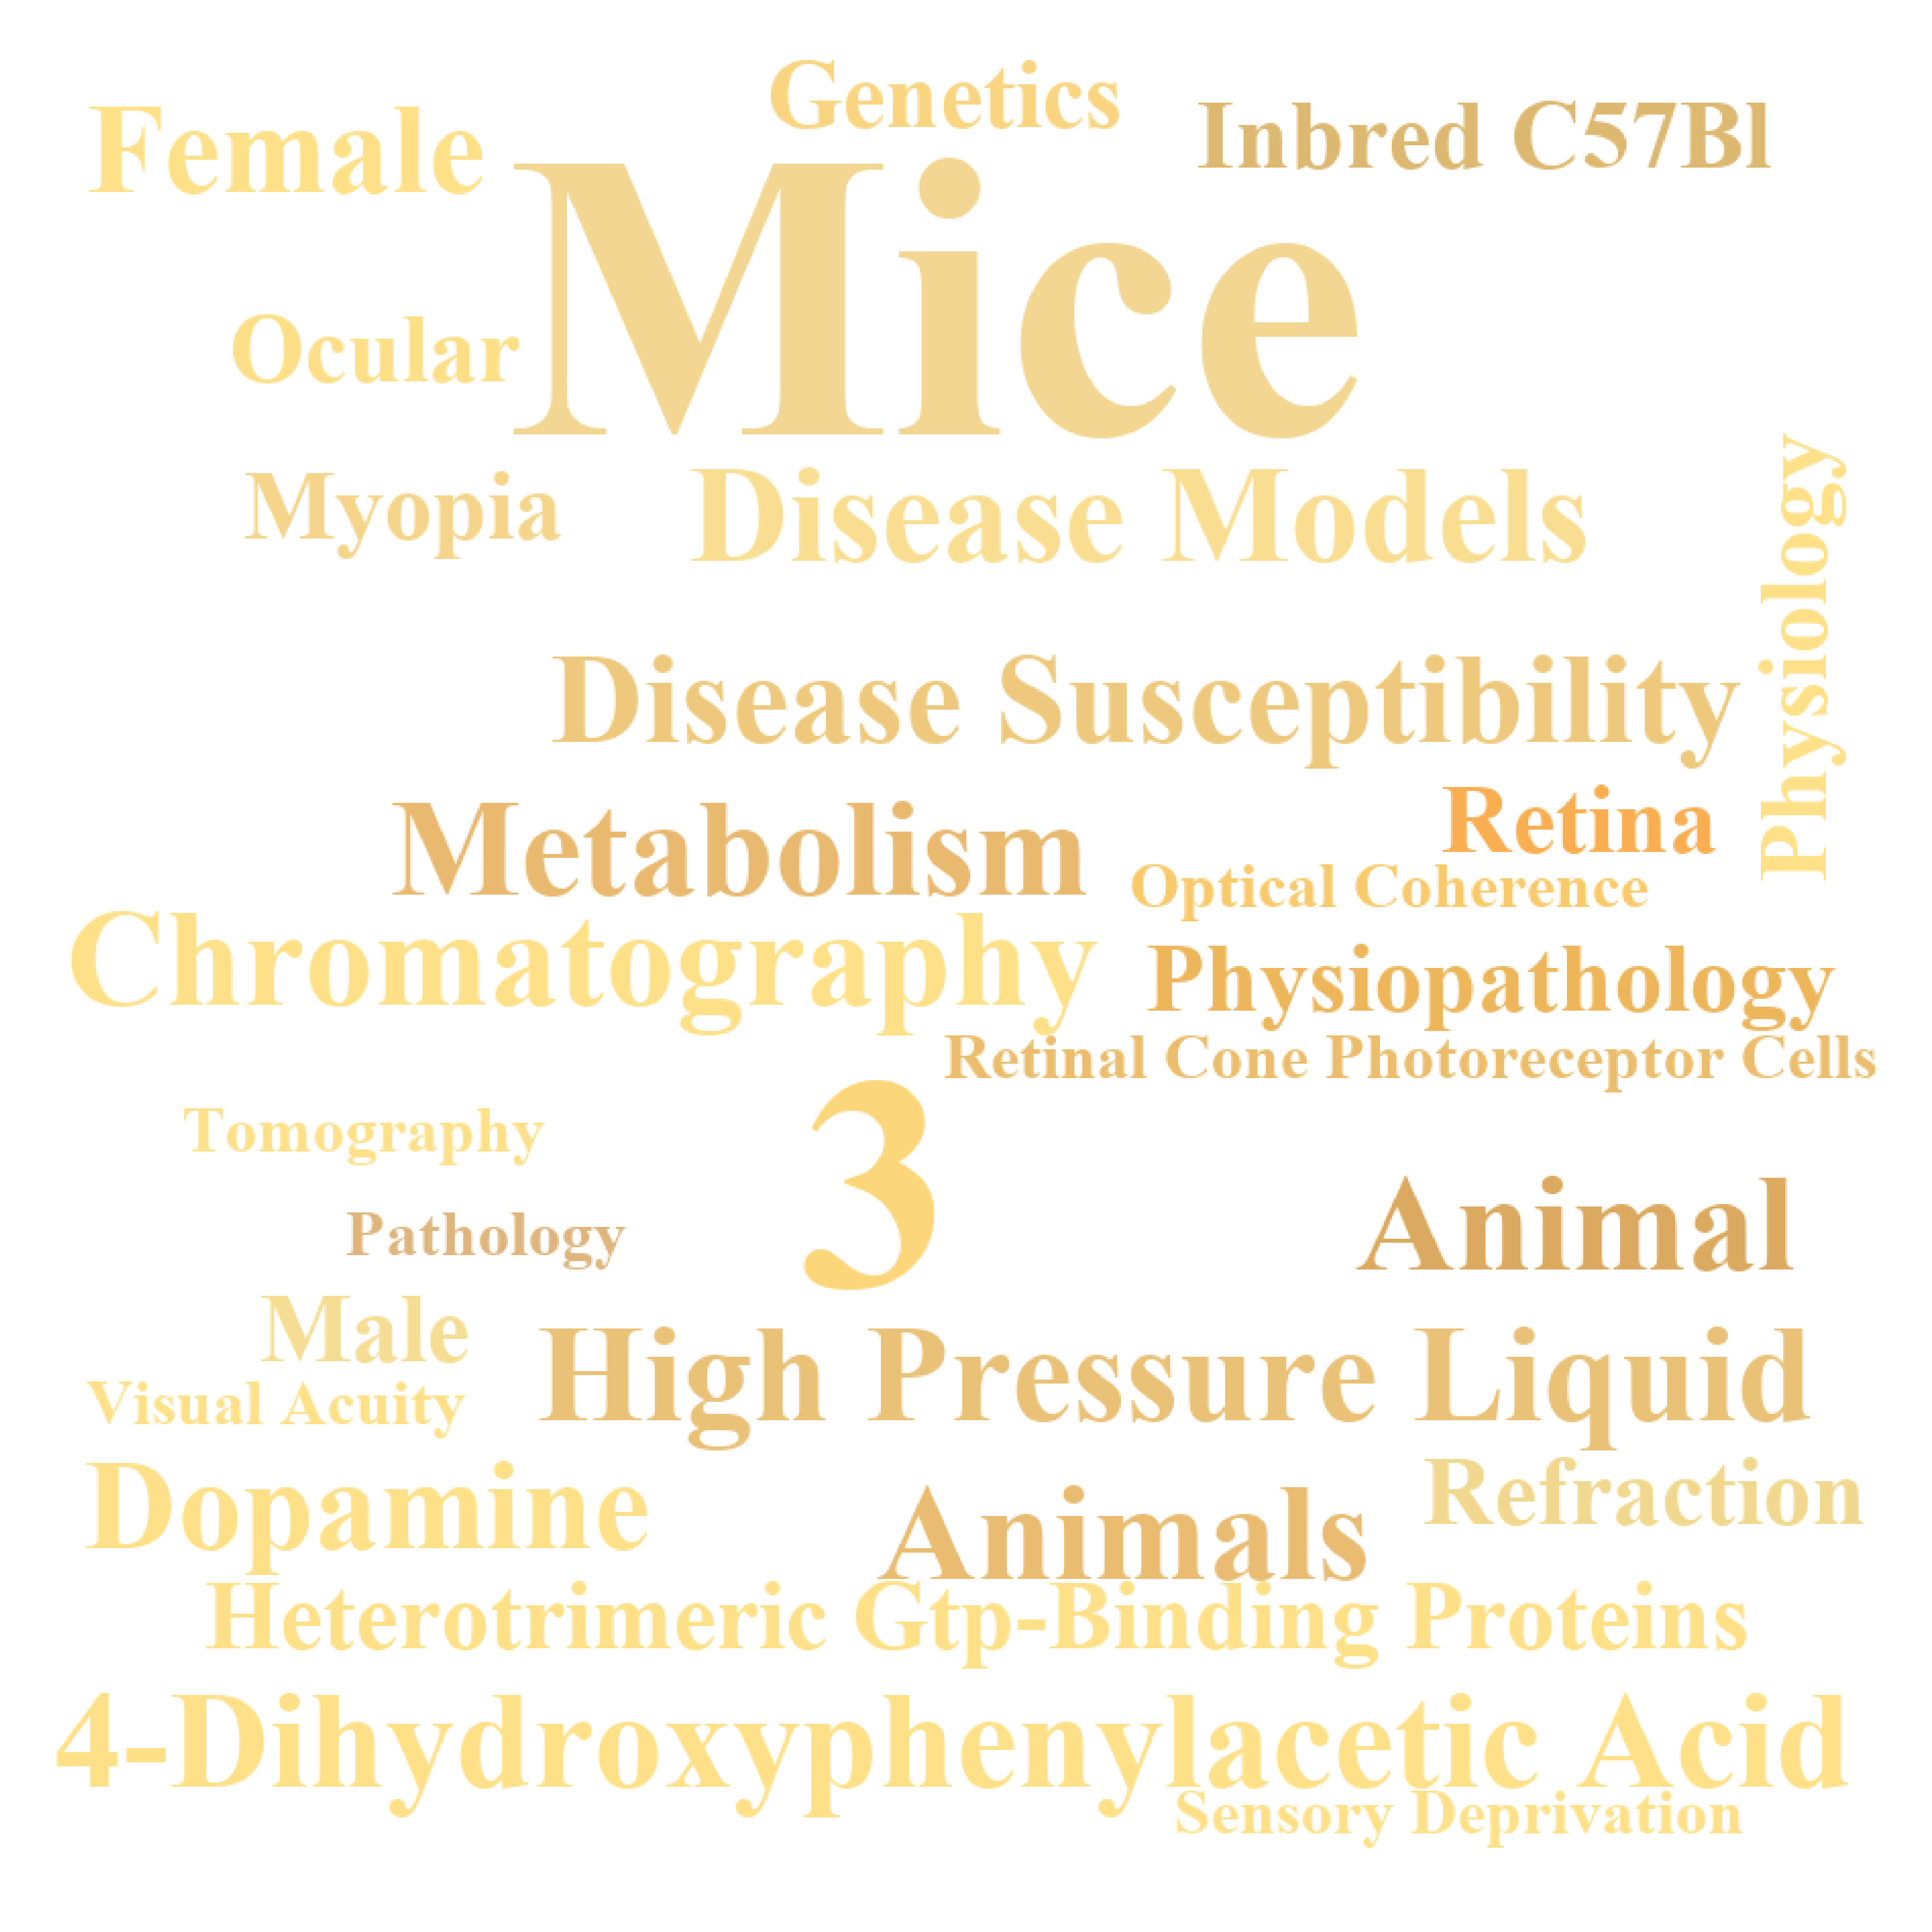 Genetics
Female
Inbred C57Bl
Mice
Ocular
Myopia
Disease Models
Physiology
Disease Susceptibility
Metabolism
Retina
Optical Coherence
Chromatography
Physiopathology
Retinal Cone Photoreceptor Cells
Tomography
3
Pathology
Animal
Male
High Pressure Liquid
Visual Acuity
Dopamine
Animals
Refraction
Heterotrimeric Gtp-Binding Proteins
4-Dihydroxyphenylacetic Acid
Sensory Deprivation